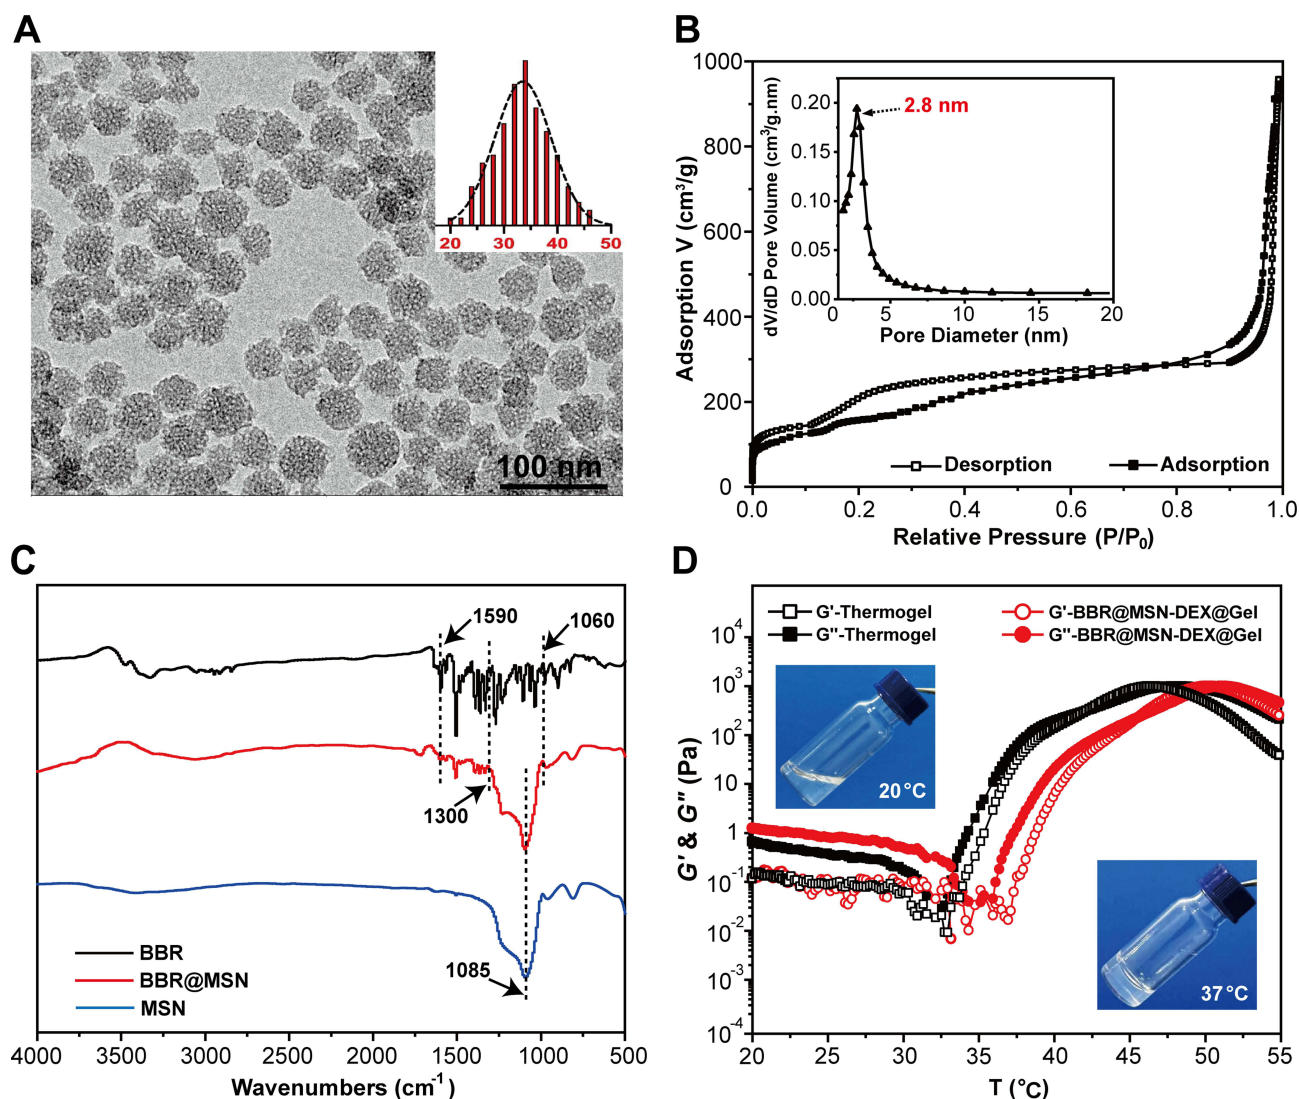 A
20 30 40 50
100 nm
B
Adsorption V (cm³/g)
1000
800
600
400
200
0
0.0 0.2 0.4 0.6 0.8 1.0
Relative Pressure (P/P₀)
Desorption Adsorption
dV/dD Pore Volume (cm³/g.nm)
0.20
0.15
0.10
0.05
0.00
0 5 10 15 20
Pore Diameter (nm)
2.8 nm
C
1590
1060
1300
1085
BBR
BBR@MSN
MSN
4000 3500 3000 2500 2000 1500 1000 500
Wavenumbers (cm⁻¹)
D
G'-Thermogel G'-BBR@MSN-DEX@Gel
G"-Thermogel G"-BBR@MSN-DEX@Gel
G' & G" (Pa)
10⁴
10³
10²
10
1
10⁻¹
10⁻²
10⁻³
10⁻⁴
20 °C
37 °C
20 25 30 35 40 45 50 55
T (°C)